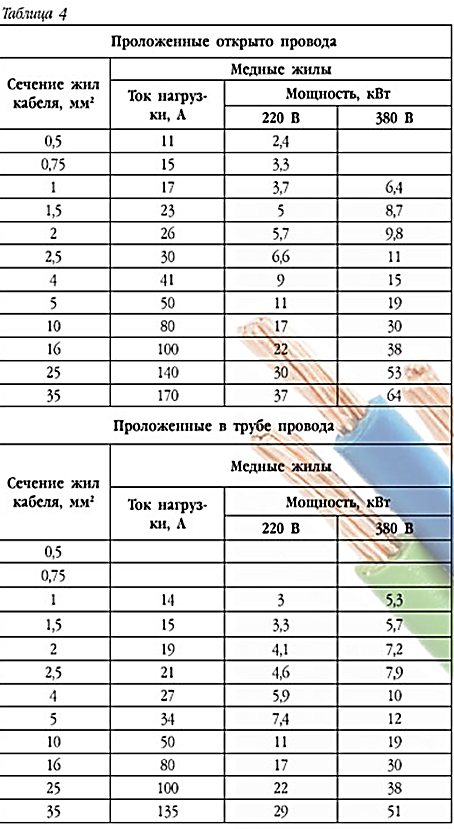 Таблица 4
Проложенные открыто провода
Сечение жил кабеля, мм²
Медные жилы
Ток нагруз-
ки, А
Мощность, кВт
220 В 380 В
0,5 11 2,4
0,75 15 3,3
1 17 3,7 6,4
1,5 23 5 8,7
2 26 5,7 9,8
2,5 30 6,6 11
4 41 9 15
5 50 11 19
10 80 17 30
16 100 22 38
25 140 30 53
35 170 37 64
Проложенные в трубе провода
Сечение жил
кабеля, мм²
Медные жилы
Ток нагруз-
ки, А
Мощность, кВт
220 В 380 В
0,5
0,75
1 14 3 5,3
1,5 15 3,3 5,7
2 19 4,1 7,2
2,5 21 4,6 7,9
4 27 5,9 10
5 34 7,4 12
10 50 11 19
16 80 17 30
25 100 22 38
35 135 29 51